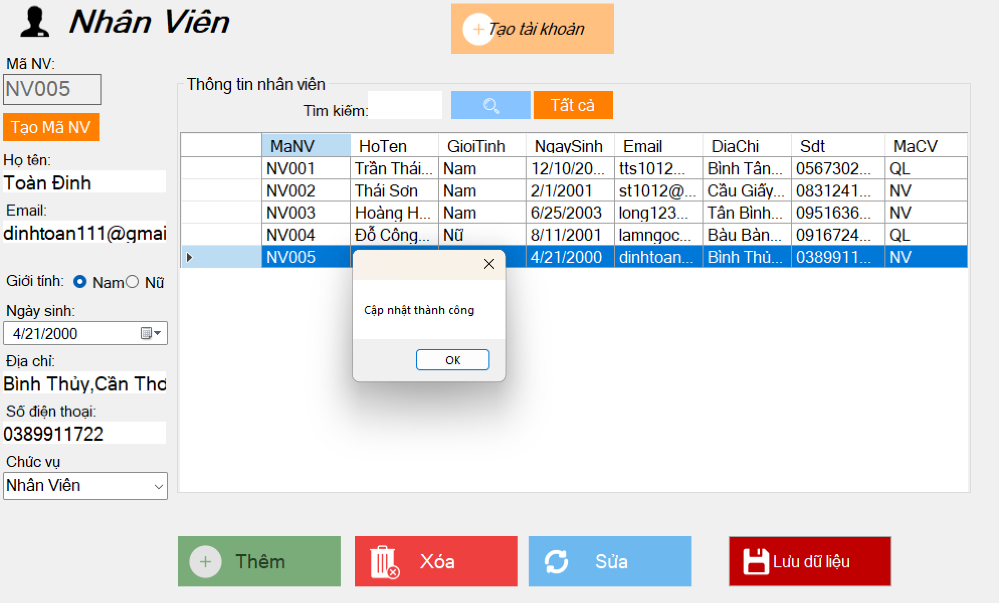 Nhân Viên
Tạo tài khoản
Mã NV:
NV005
Tạo Mã NV
Họ tên:
Toàn Đinh
Email:
dinhtoan111@gmai
Giới tính: Nam Nữ
Ngày sinh:
4/21/2000
Địa chỉ:
Bình Thủy,Cần Thơ
Số điện thoại:
0389911722
Chức vụ
Nhân Viên
Thông tin nhân viên
Tìm kiếm: Tất cả
MaNV HoTen GioiTinh NgaySinh Email DiaChi Sdt MaCV
NV001 Trần Thái... Nam 12/10/20... tts1012... Bình Tân... 0567302... QL
NV002 Thái Sơn Nam 2/1/2001 st1012@... Cầu Giấy... 0831241... NV
NV003 Hoàng H... Nam 6/25/2003 long123... Tân Bình... 0951636... NV
NV004 Đỗ Công... Nữ 8/11/2001 lamngoc... Bàu Bàn... 0916724... QL
NV005 4/21/2000 dinhtoan... Bình Thủ... 0389911... NV
Cập nhật thành công
OK
Thêm
Xóa
Sửa
Lưu dữ liệu